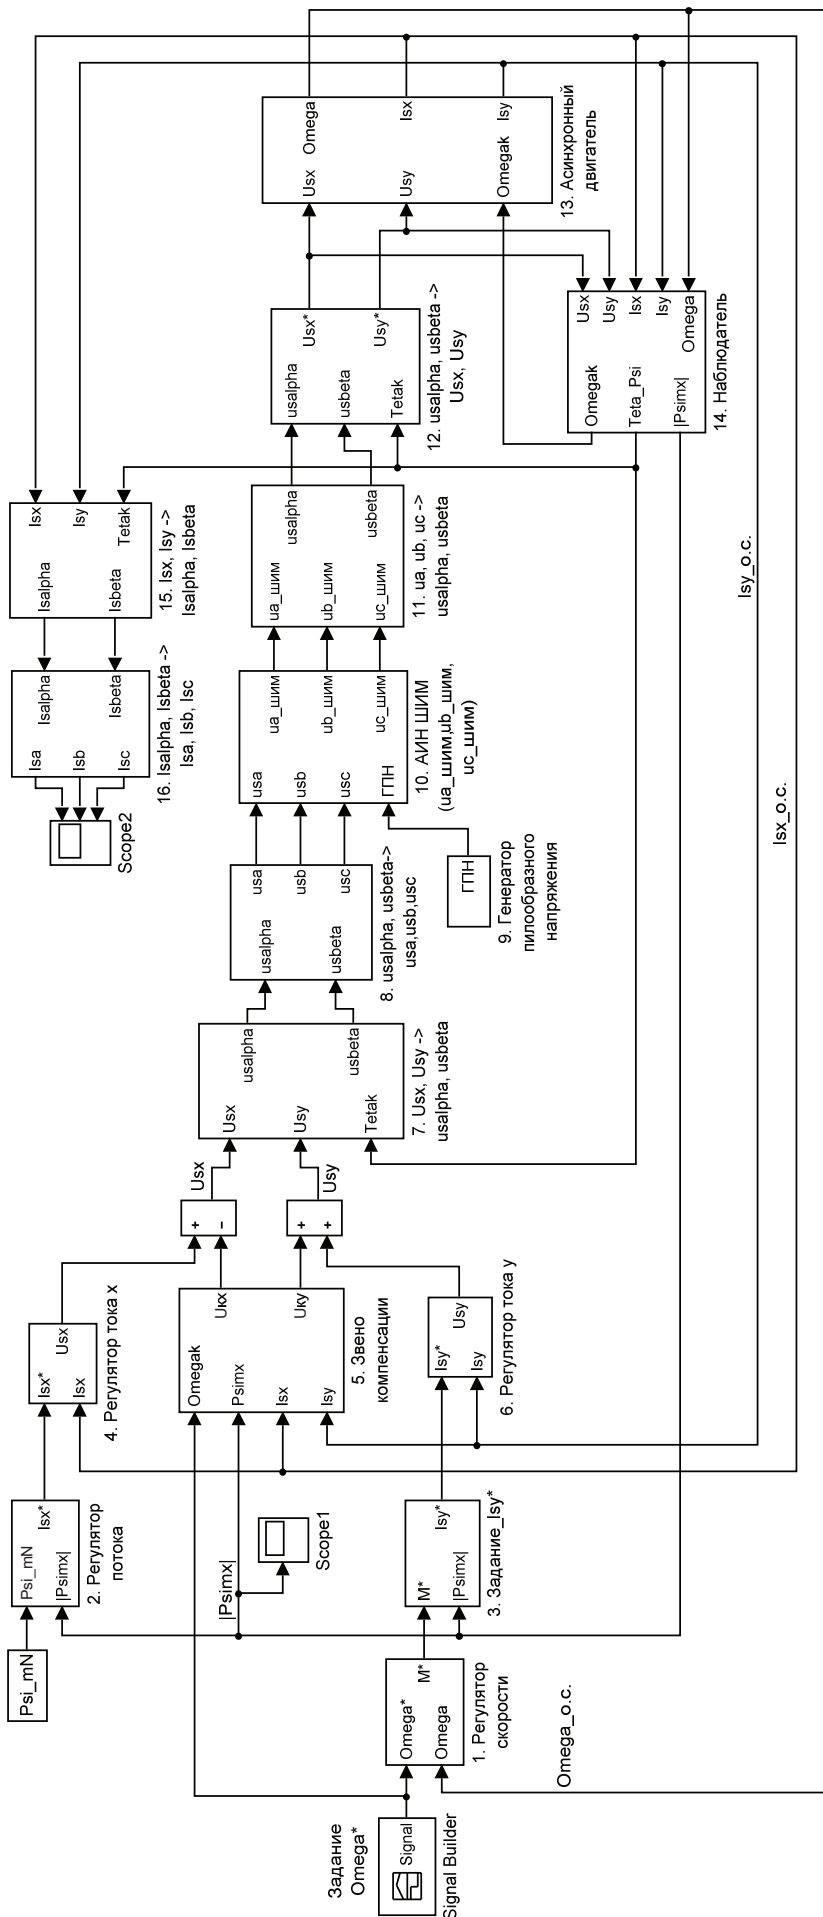 Задание
Omega*
Signal
Signal Builder
Psi_mN
Omega*
Omega
M*
1. Регулятор
скорости
Omega_o.c.
Psi_mN
|Psimx|
Isx*
2. Регулятор
потока
|Psimx|
Scope1
M*
|Psimx|
Isy*
3. Задание_Isy*
Isx*
Isx
Usx
4. Регулятор тока x
Omegak
Psimx
Isx
Isy
Uкx
Uкy
5. Звено
компенсации
Isy*
Isy
Usy
6. Регулятор тока y
+
–
Usx
+
+
Usy
Usx
Usy
Tetak
usalpha
usbeta
7. Usx, Usy ->
usalpha, usbeta
usalpha
usbeta
usa
usb
usc
8. usalpha, usbeta->
usa,usb,usc
ГПН
9. Генератор
пилообразного
напряжения
usa
usb
usc
ГПН
ua_шим
ub_шим
uc_шим
10. АИН ШИМ
(ua_шим,ub_шим,
uc_шим)
ua_шим
ub_шим
uc_шим
usalpha
usbeta
11. ua, ub, uc ->
usalpha, usbeta
usalpha
usbeta
Tetak
Usx*
Usy*
12. usalpha, usbeta ->
Usx, Usy
Usx
Usy
Omegak
Omega
Isx
Isy
13. Асинхронный
двигатель
Usx
Usy
Isx
Isy
Omega
Omegak
Teta_Psi
|Psimx|
14. Наблюдатель
Isx
Isy
Tetak
Isalpha
Isbeta
15. Isx, Isy ->
Isalpha, Isbeta
Isalpha
Isbeta
Isa
Isb
Isc
16. Isalpha, Isbeta ->
Isa, Isb, Isc
Scope2
Isy_o.c.
Isx_o.c.